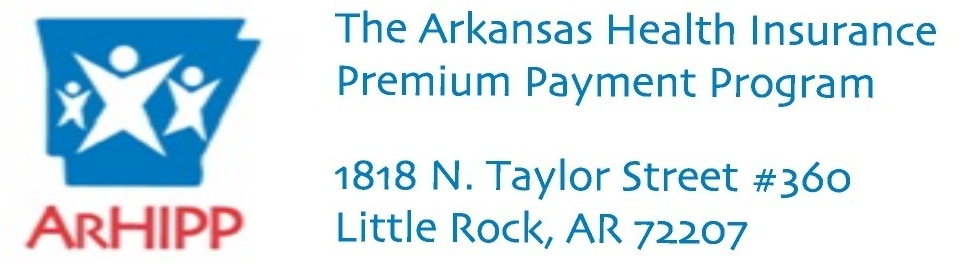 The Arkansas Health Insurance
Premium Payment Program
1818 N. Taylor Street #360
Little Rock, AR 72207
ARHIPP